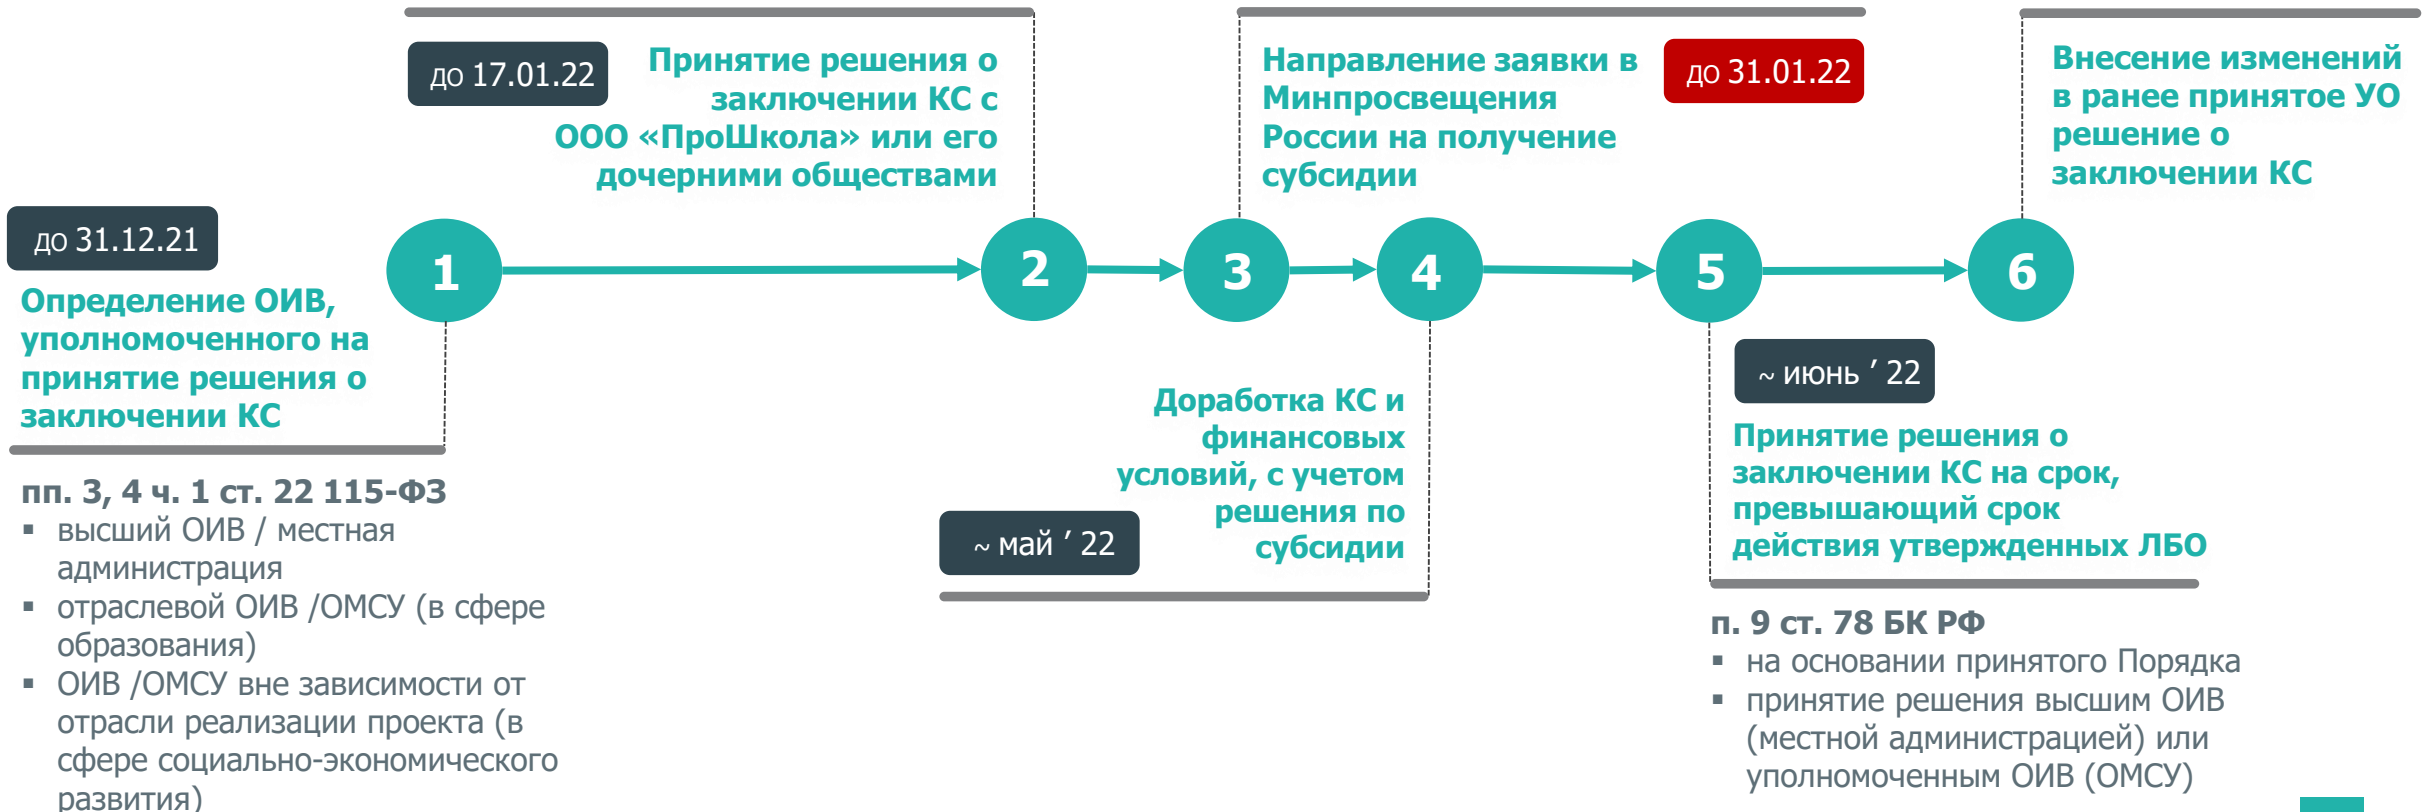 до 31.12.21
1
Определение ОИВ,
уполномоченного на
принятие решения о
заключении КС
пп. 3, 4 ч. 1 ст. 22 115-ФЗ
▪ высший ОИВ / местная
администрация
▪ отраслевой ОИВ /ОМСУ (в сфере
образования)
▪ ОИВ /ОМСУ вне зависимости от
отрасли реализации проекта (в
сфере социально-экономического
развития)
до 17.01.22
Принятие решения о
заключении КС с
ООО «ПроШкола» или его
дочерними обществами
2
Направление заявки в
Минпросвещения
России на получение
субсидии
до 31.01.22
3
4
Доработка КС и
финансовых
условий, с учетом
решения по
субсидии
~ май ’ 22
5
~ июнь ’ 22
Принятие решения о
заключении КС на срок,
превышающий срок
действия утвержденных ЛБО
п. 9 ст. 78 БК РФ
▪ на основании принятого Порядка
▪ принятие решения высшим ОИВ
(местной администрацией) или
уполномоченным ОИВ (ОМСУ)
Внесение изменений
в ранее принятое УО
решение о
заключении КС
6